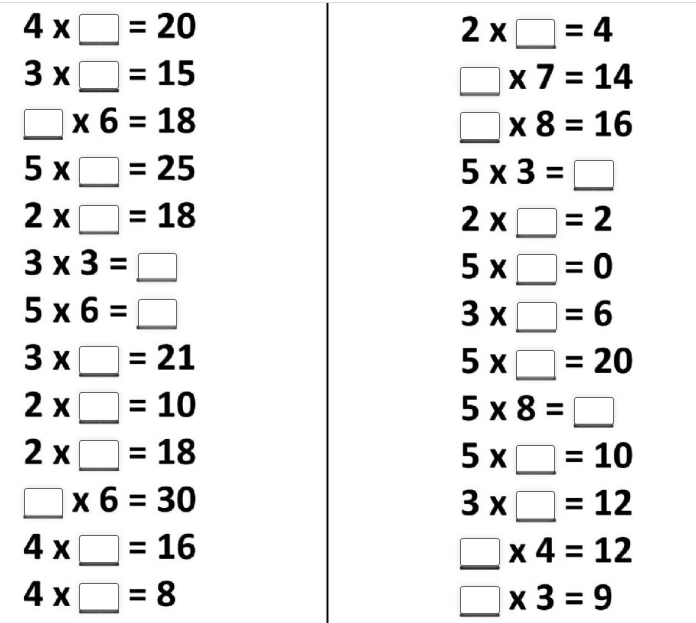 4 x □ = 20
3 x □ = 15
□ x 6 = 18
5 x □ = 25
2 x □ = 18
3 x 3 = □
5 x 6 = □
3 x □ = 21
2 x □ = 10
2 x □ = 18
□ x 6 = 30
4 x □ = 16
4 x □ = 8
2 x □ = 4
□ x 7 = 14
□ x 8 = 16
5 x 3 = □
2 x □ = 2
5 x □ = 0
3 x □ = 6
5 x □ = 20
5 x 8 = □
5 x □ = 10
3 x □ = 12
□ x 4 = 12
□ x 3 = 9